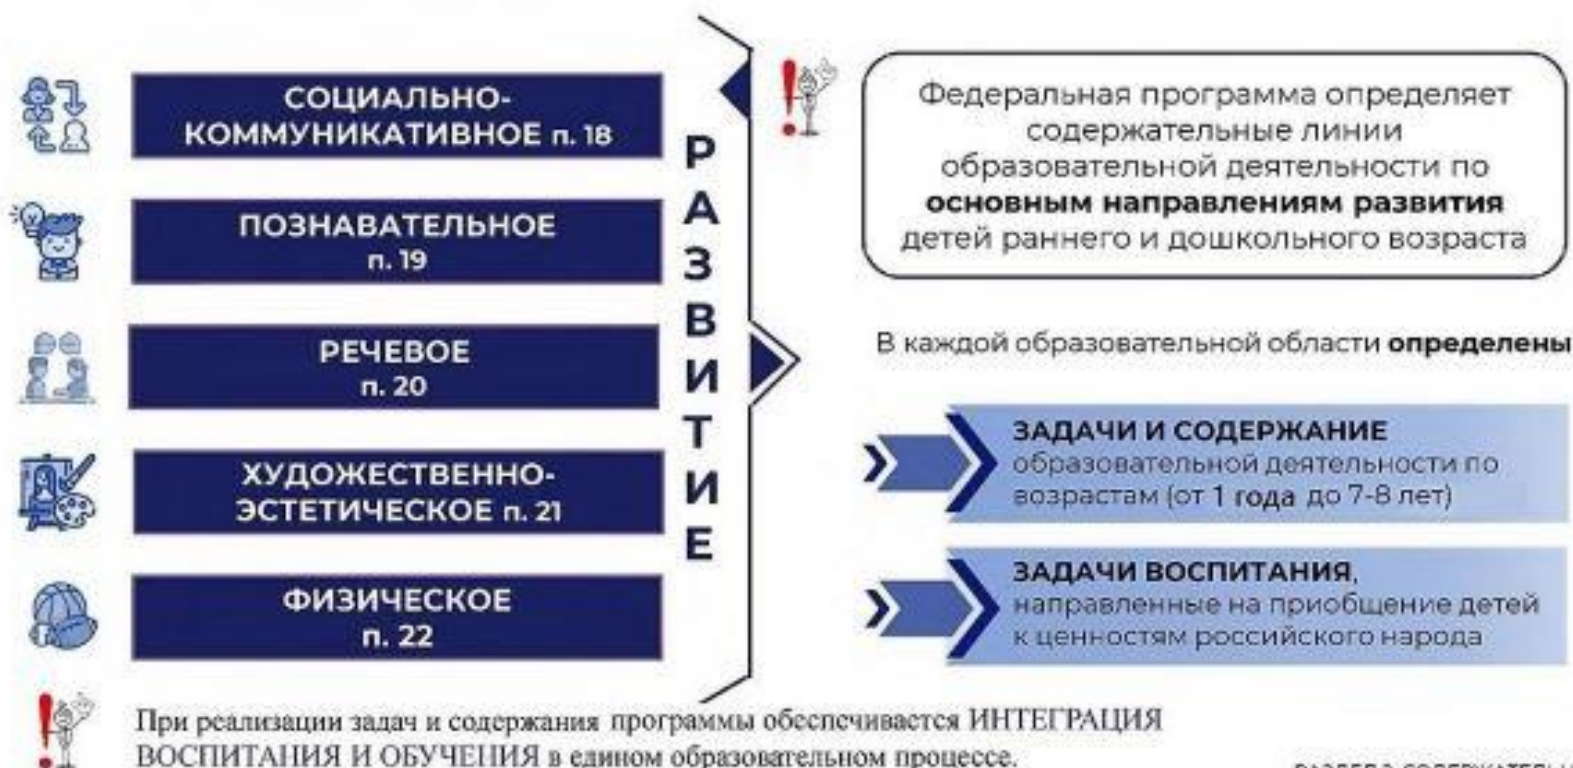 СОЦИАЛЬНО-
КОММУНИКАТИВНОЕ п. 18
ПОЗНАВАТЕЛЬНОЕ
п. 19
РЕЧЕВОЕ
п. 20
ХУДОЖЕСТВЕННО-
ЭСТЕТИЧЕСКОЕ п. 21
ФИЗИЧЕСКОЕ
п. 22
РАЗВИТИЕ
Федеральная программа определяет
содержательные линии
образовательной деятельности по
основным направлениям развития
детей раннего и дошкольного возраста
В каждой образовательной области определены
ЗАДАЧИ И СОДЕРЖАНИЕ
образовательной деятельности по
возрастам (от 1 года до 7-8 лет)
ЗАДАЧИ ВОСПИТАНИЯ,
направленные на приобщение детей
к ценностям российского народа
При реализации задач и содержания программы обеспечивается ИНТЕГРАЦИЯ
ВОСПИТАНИЯ И ОБУЧЕНИЯ в едином образовательном процессе.